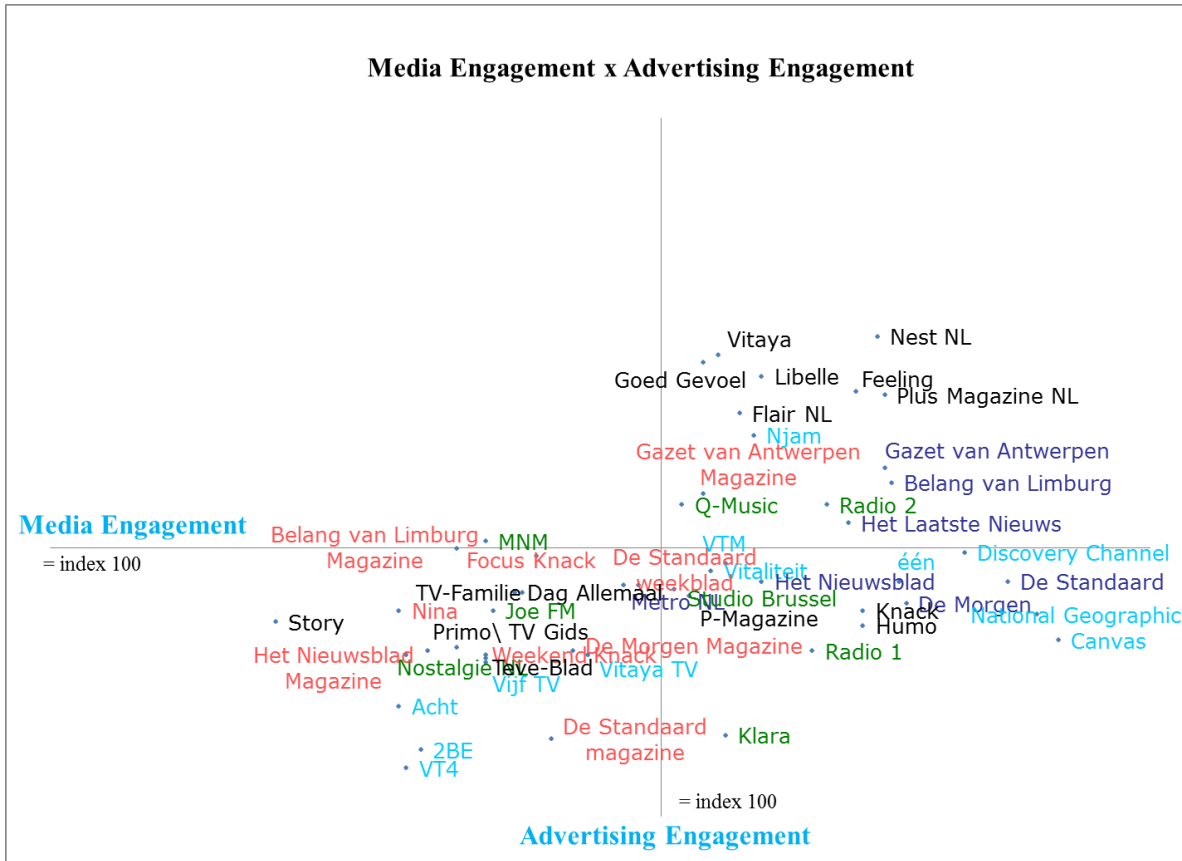 Media Engagement x Advertising Engagement
Vitaya
Nest NL
Goed Gevoel
Libelle
Feeling
Plus Magazine NL
Flair NL
Njam
Gazet van Antwerpen
Magazine
Gazet van Antwerpen
Belang van Limburg
Q-Music
Radio 2
Het Laatste Nieuws
Media Engagement
= index 100
Belang van Limburg
Magazine
MNM
Focus Knack
VTM
De Standaard
weekblad
Vitaliteit
één
Discovery Channel
Het Nieuwsblad
De Standaard
TV-Familie
Dag Allemaal
Metro NL
Studio Brussel
De Morgen
National Geographic
Nina
Joe FM
P-Magazine
Knack
Humo
Story
Primo\ TV Gids
De Morgen Magazine
Radio 1
Canvas
Het Nieuwsblad
Magazine
Weekend Knack
Nostalgie
Teve-Blad
Vitaya TV
Vijf TV
Acht
De Standaard
magazine
Klara
2BE
VT4
= index 100
Advertising Engagement